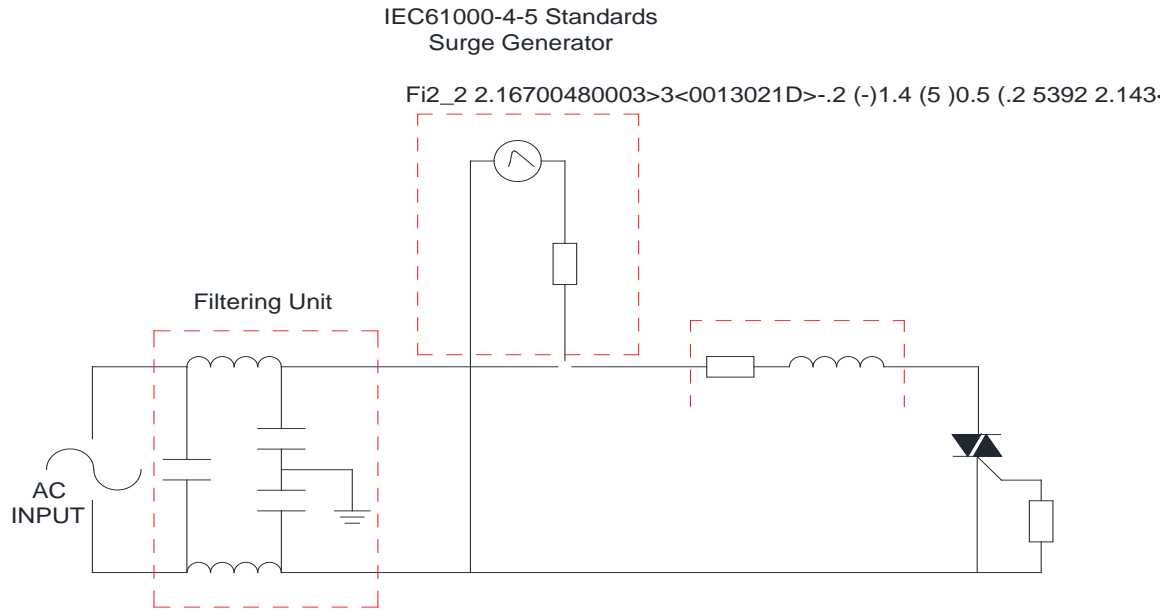 IEC61000-4-5 Standards
Surge Generator
Fi2_2 2.16700480003>3<0013021D>-.2 (-)1.4 (5 )0.5 (.2 5392 2.143
Filtering Unit
AC
INPUT